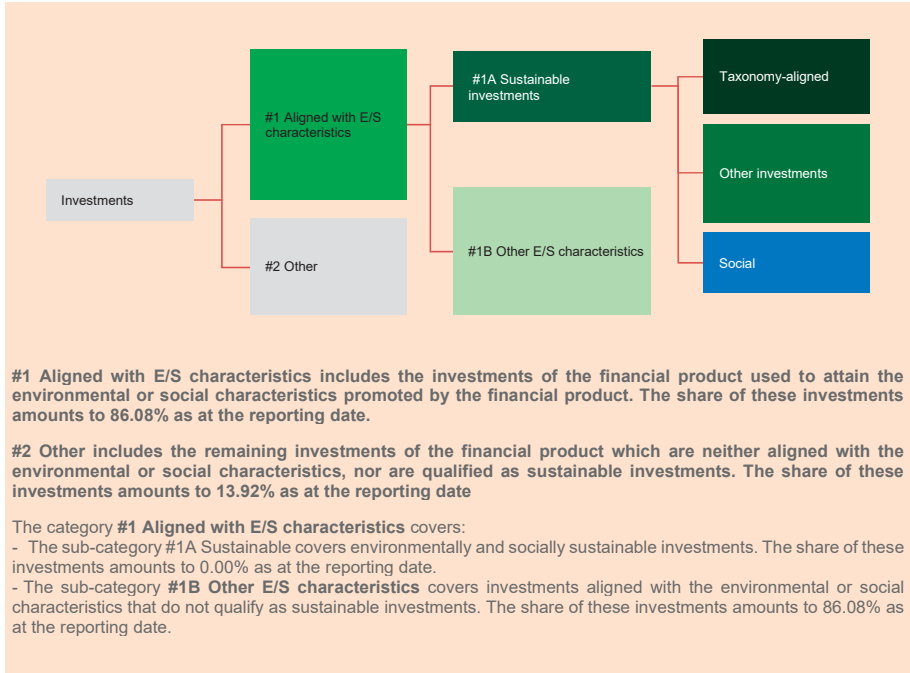 #1A Sustainable
investments
Taxonomy-aligned
#1 Aligned with E/S
characteristics
Other investments
Investments
#1B Other E/S characteristics
#2 Other
Social
#1 Aligned with E/S characteristics includes the investments of the financial product used to attain the
environmental or social characteristics promoted by the financial product. The share of these investments
amounts to 86.08% as at the reporting date.
#2 Other includes the remaining investments of the financial product which are neither aligned with the
environmental or social characteristics, nor are qualified as sustainable investments. The share of these
investments amounts to 13.92% as at the reporting date
The category #1 Aligned with E/S characteristics covers:
- The sub-category #1A Sustainable covers environmentally and socially sustainable investments. The share of these
investments amounts to 0.00% as at the reporting date.
- The sub-category #1B Other E/S characteristics covers investments aligned with the environmental or social
characteristics that do not qualify as sustainable investments. The share of these investments amounts to 86.08% as
at the reporting date.